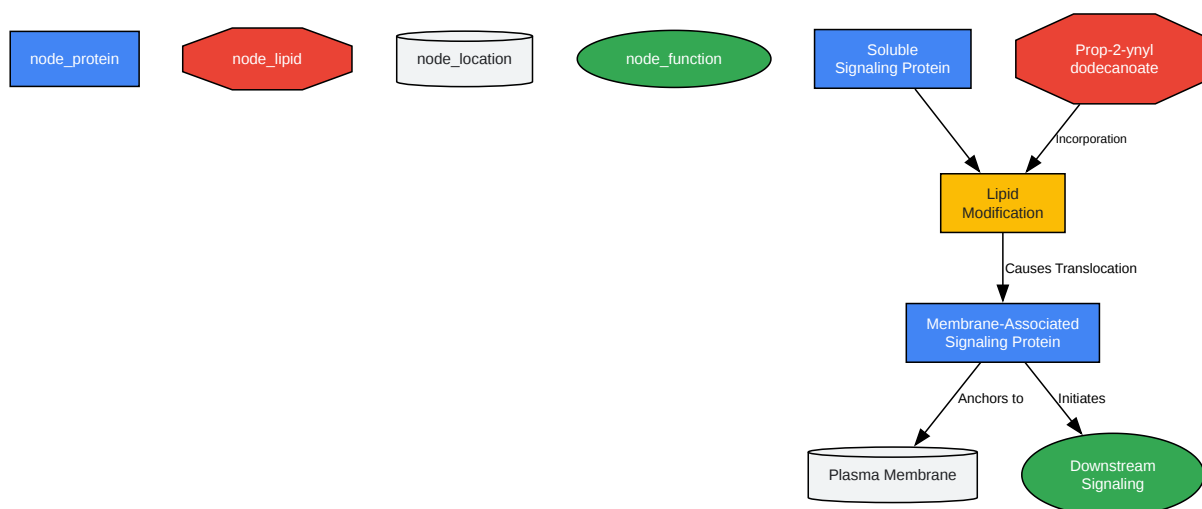 node_protein
node_lipid
node_location
node_function
Soluble
Signaling Protein
Prop-2-ynyl
dodecanoate
Incorporation
Lipid
Modification
Causes Translocation
Membrane-Associated
Signaling Protein
Anchors to
Initiates
Plasma Membrane
Downstream
Signaling